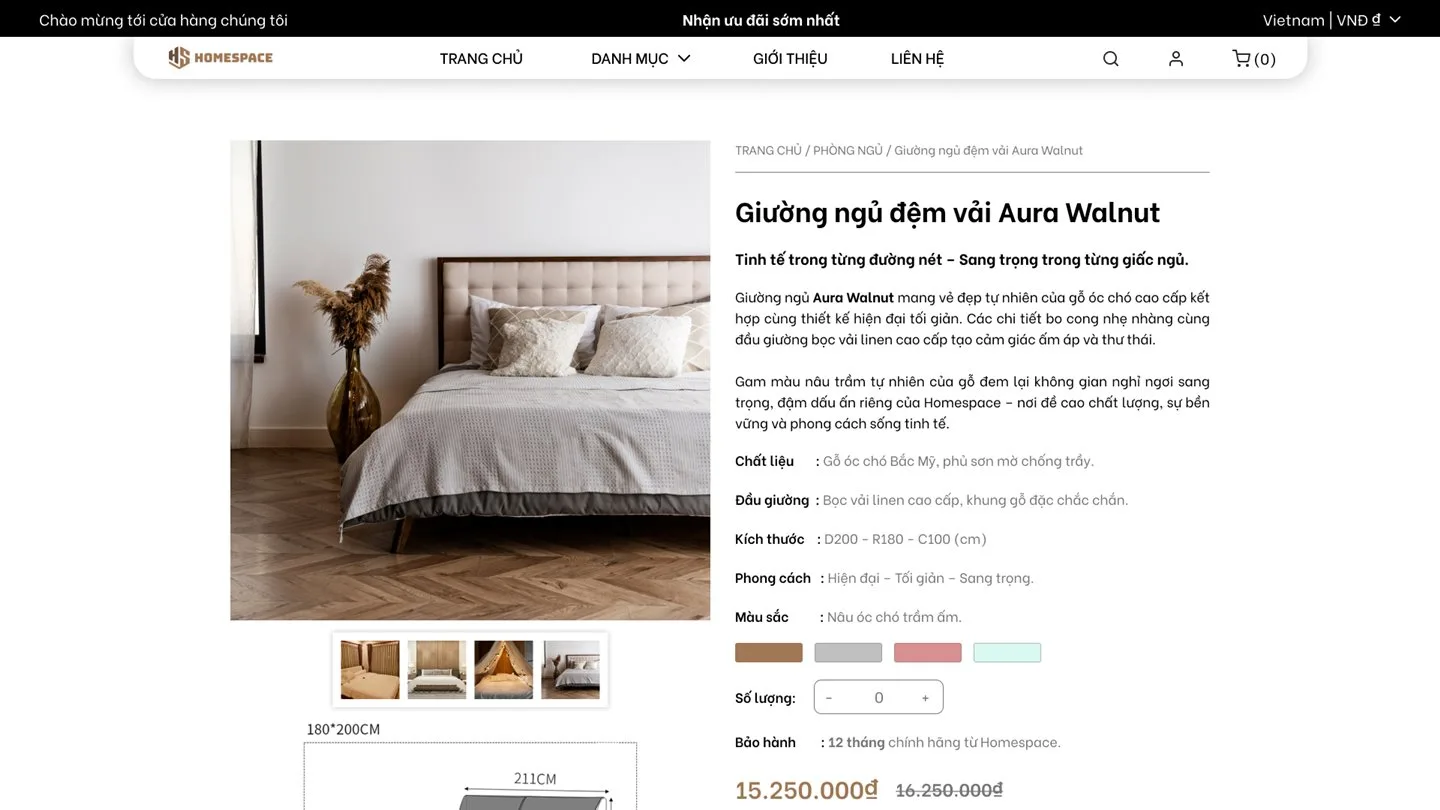 Chào mừng tới cửa hàng chúng tôi
Nhận ưu đãi sớm nhất
Vietnam | VNĐ ₫
HOMESPACE
TRANG CHỦ
DANH MỤC
GIỚI THIỆU
LIÊN HỆ
(0)
TRANG CHỦ / PHÒNG NGỦ / Giường ngủ đệm vải Aura Walnut
Giường ngủ đệm vải Aura Walnut
Tinh tế trong từng đường nét – Sang trọng trong từng giấc ngủ.
Giường ngủ Aura Walnut mang vẻ đẹp tự nhiên của gỗ óc chó cao cấp kết
hợp cùng thiết kế hiện đại tối giản. Các chi tiết bo cong nhẹ nhàng cùng
đầu giường bọc vải linen cao cấp tạo cảm giác ấm áp và thư thái.
Gam màu nâu trầm tự nhiên của gỗ đem lại không gian nghỉ ngơi sang
trọng, đậm dấu ấn riêng của Homespace – nơi đề cao chất lượng, sự bền
vững và phong cách sống tinh tế.
Chất liệu : Gỗ óc chó Bắc Mỹ, phủ sơn mờ chống trầy.
Đầu giường : Bọc vải linen cao cấp, khung gỗ đặc chắc chắn.
Kích thước : D200 - R180 - C100 (cm)
Phong cách : Hiện đại – Tối giản – Sang trọng.
Màu sắc : Nâu óc chó trầm ấm.
Số lượng: - 0 +
Bảo hành : 12 tháng chính hãng từ Homespace.
15.250.000₫ 16.250.000₫
180*200CM
211CM